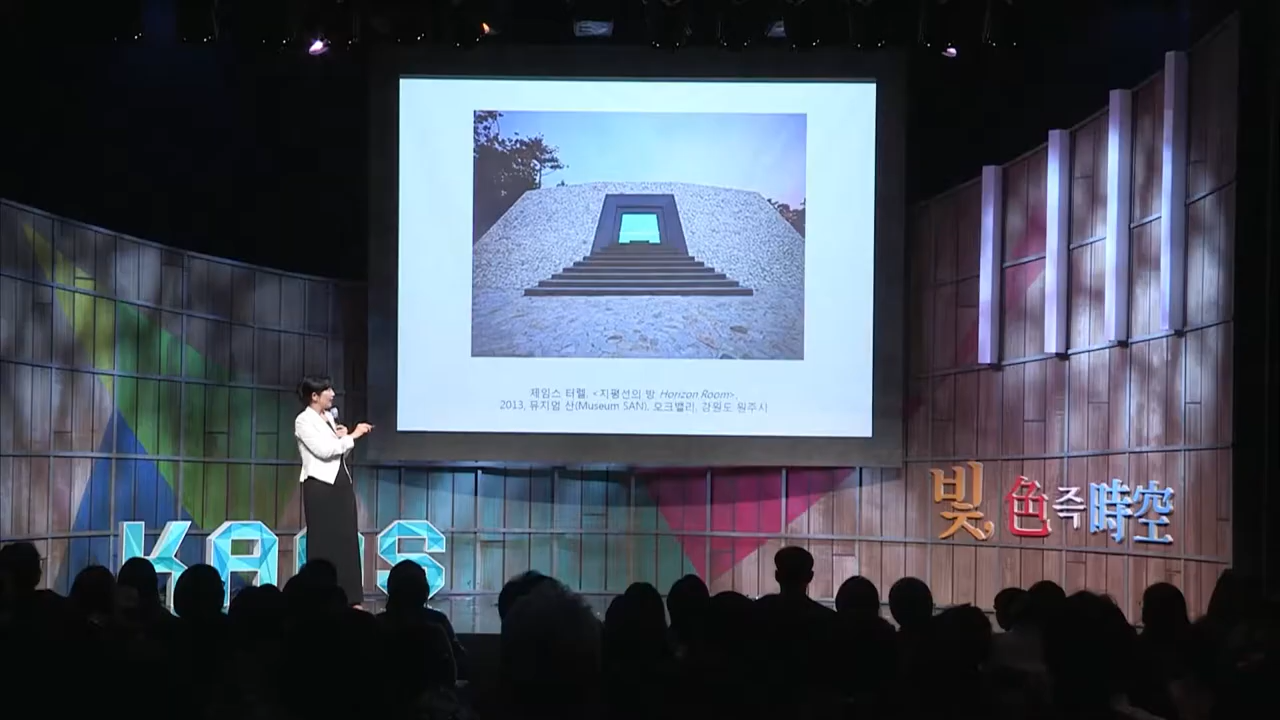 제임스 터렐, <지평선의 방 Horizon Room>,
2013, 뮤지엄 산(Museum SAN), 오크밸리, 강원도 원주시
빛, 色즉時空
KAOS